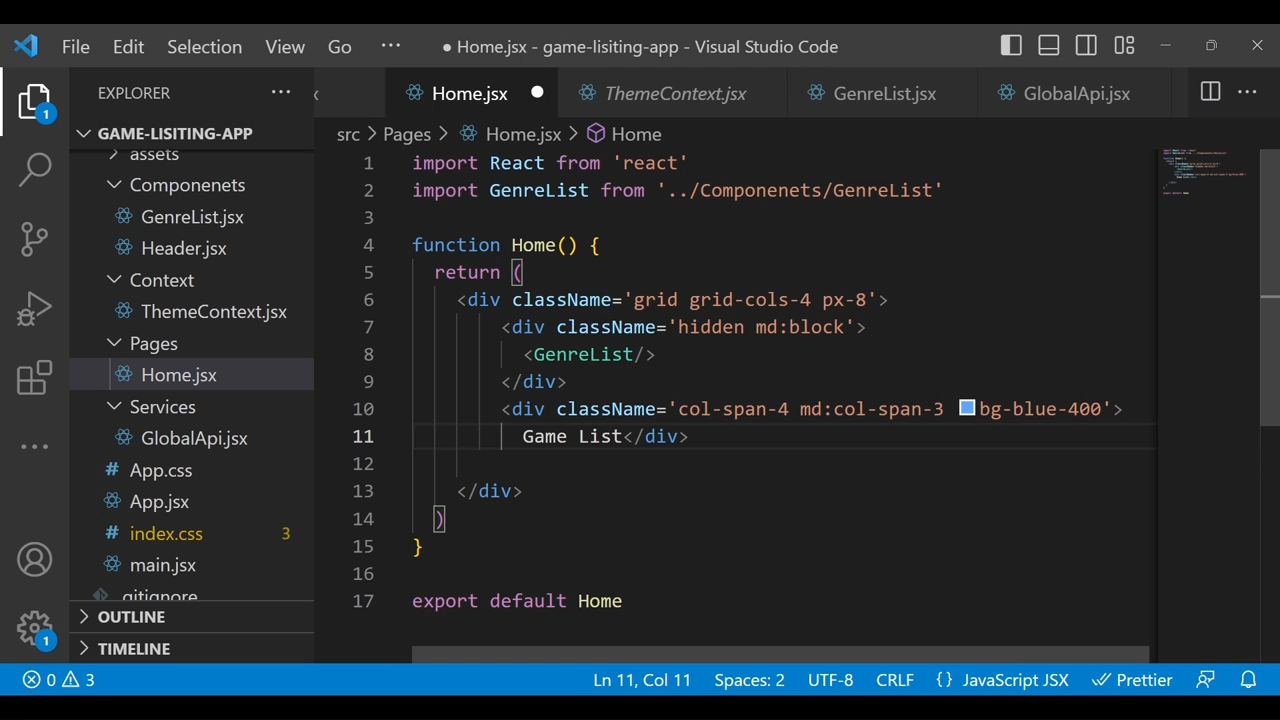 File Edit Selection View Go ··· ● Home.jsx - game-lisiting-app - Visual Studio Code
EXPLORER ···
Home.jsx ThemeContext.jsx GenreList.jsx GlobalApi.jsx ···
GAME-LISITING-APP
src > Pages > Home.jsx > Home
assets
Componenets
GenreList.jsx
Header.jsx
Context
ThemeContext.jsx
Pages
Home.jsx
Services
GlobalApi.jsx
# App.css
App.jsx
# index.css 3
main.jsx
.gitignore
OUTLINE
TIMELINE
1
1
1 import React from 'react'
2 import GenreList from '../Componenets/GenreList'
3
4 function Home() {
5 return (
6 <div className='grid grid-cols-4 px-8'>
7 <div className='hidden md:block'>
8 <GenreList/>
9 </div>
10 <div className='col-span-4 md:col-span-3 bg-blue-400'>
11 Game List</div>
12
13 </div>
14 )
15 }
16
17 export default Home
0 3 Ln 11, Col 11 Spaces: 2 UTF-8 CRLF {} JavaScript JSX Prettier